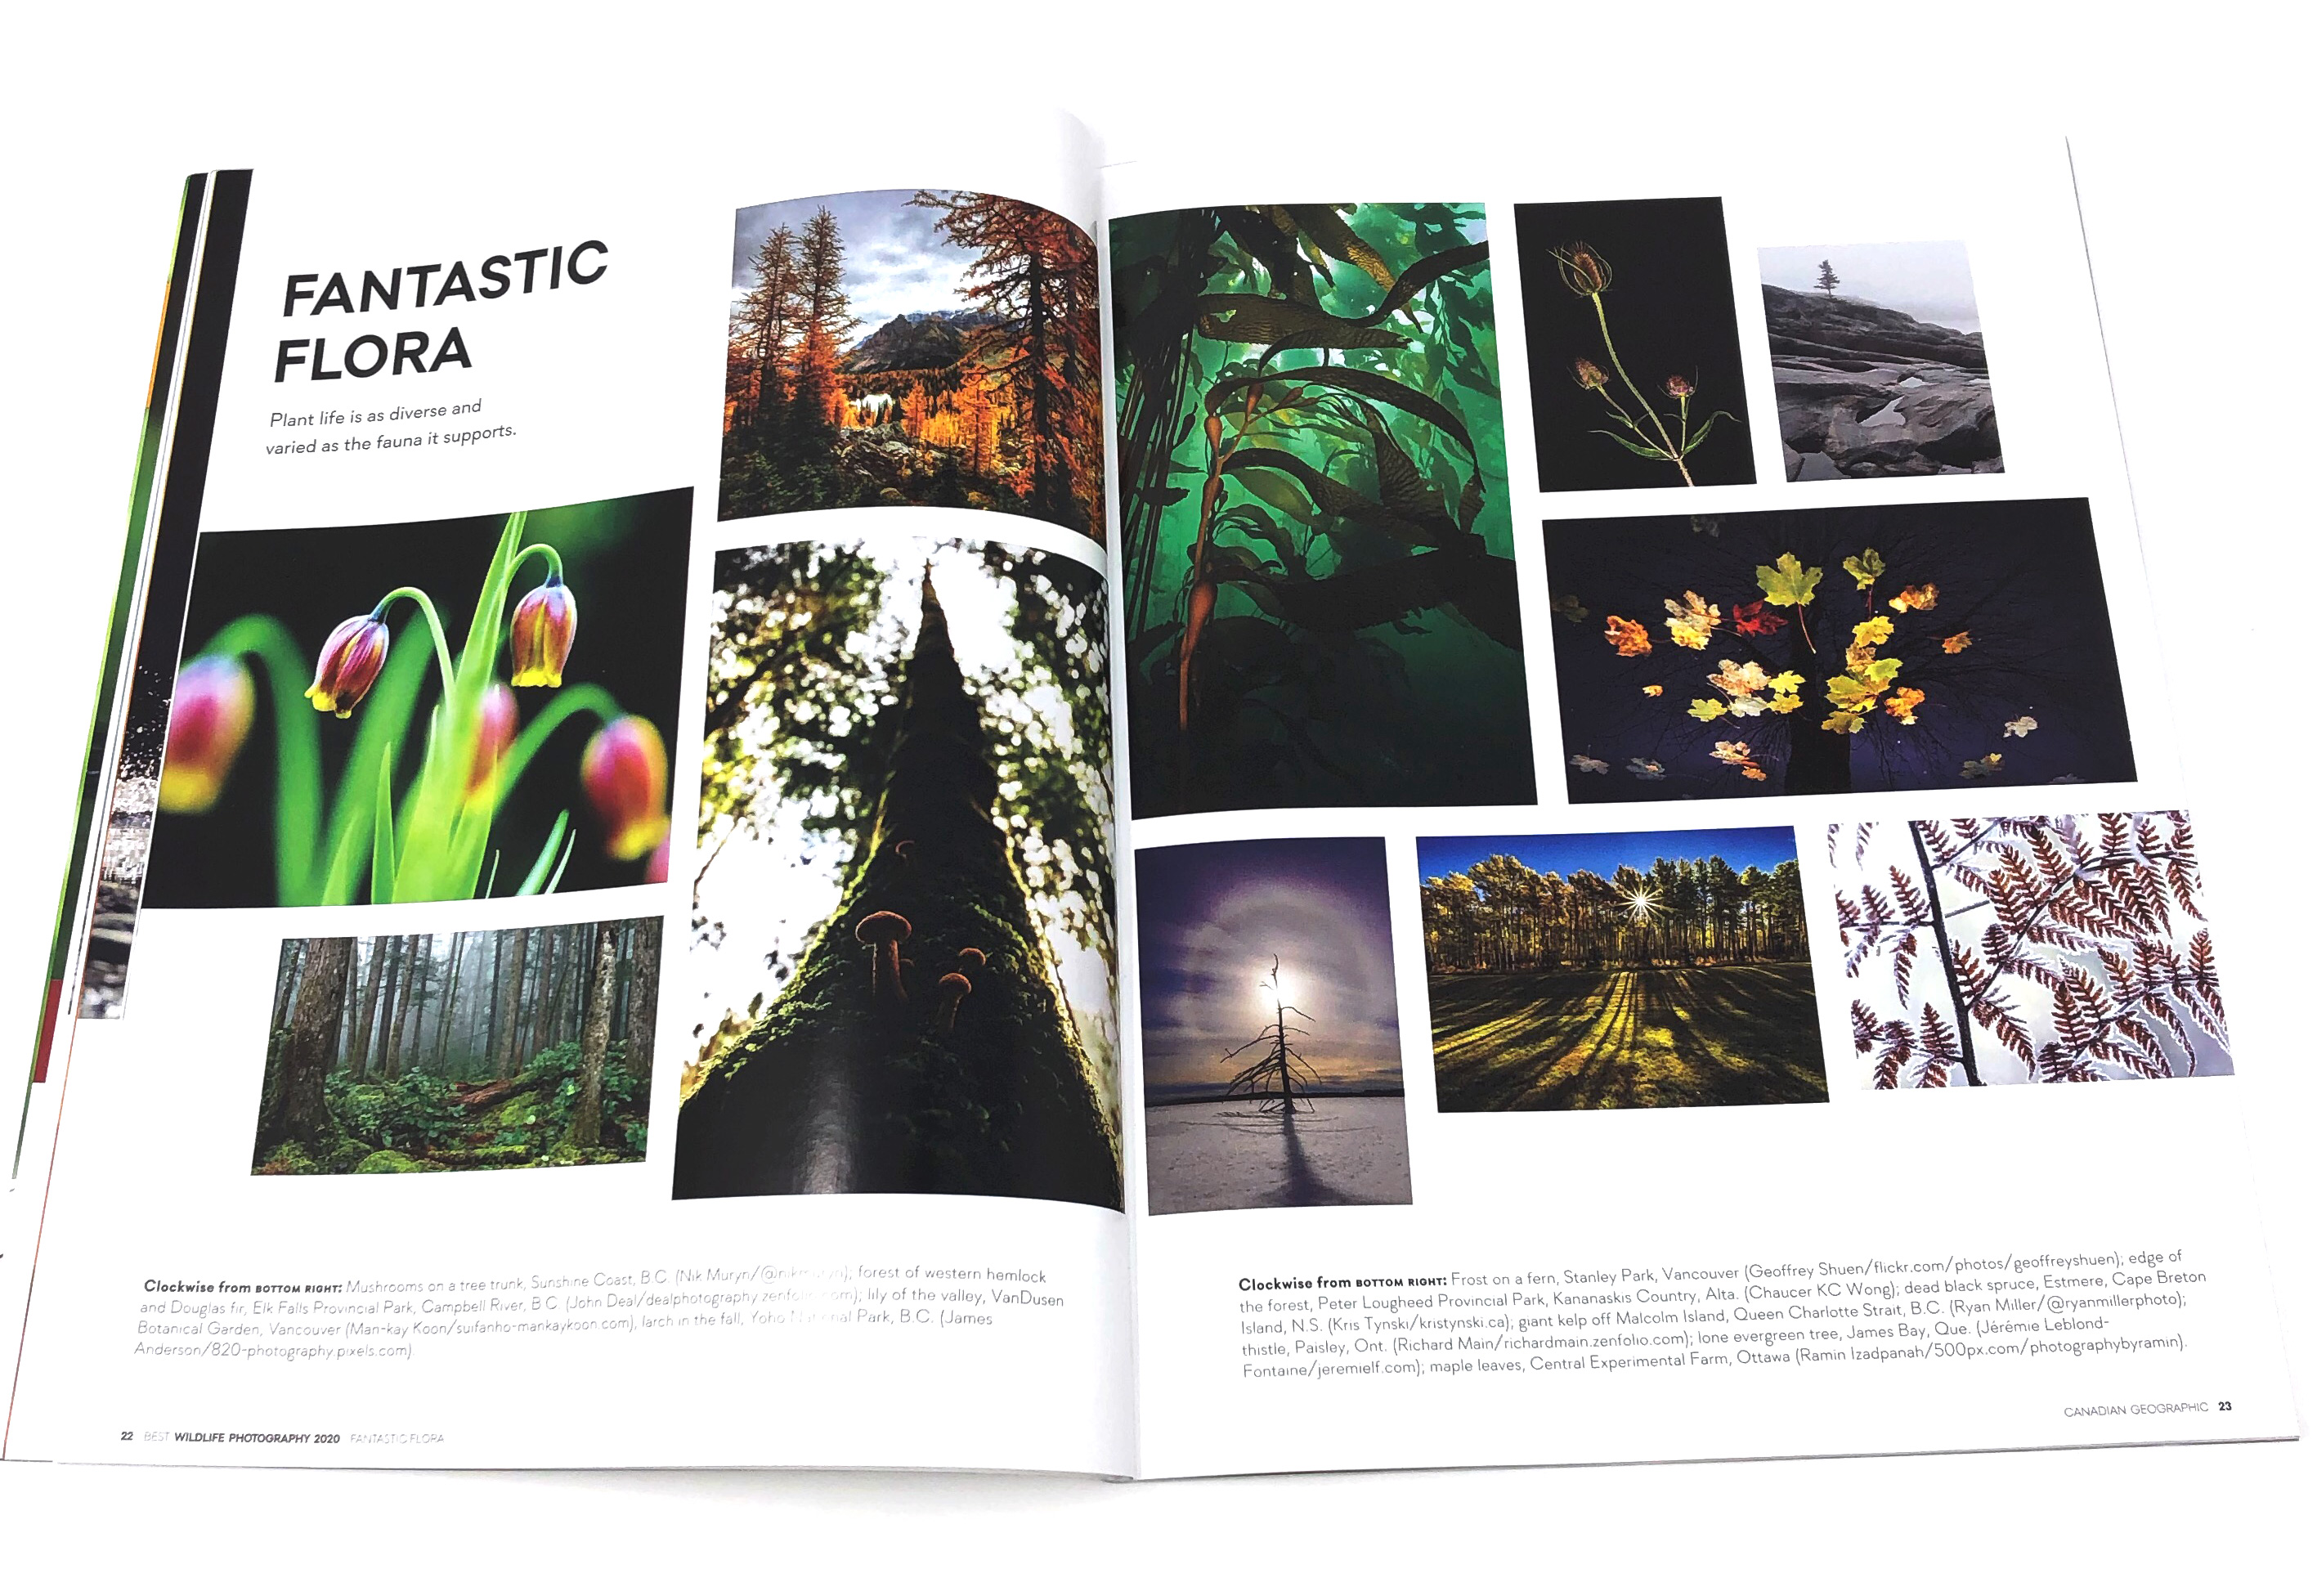 FANTASTIC
FLORA
Plant life is as diverse and
varied as the fauna it supports.
Clockwise from BOTTOM RIGHT: Mushrooms on a tree trunk, Sunshine Coast, B.C. (Nik Muryn/ forest of western hemlock
and Douglas fir, Elk Falls Provincial Park, Campbell River, B.C. (John Deal/dealphotography.zenfolio.com); lily of the valley, VanDusen
Botanical Garden, Vancouver (Man-kay Koon/suifanho-mankaykoon.com), larch in the fall, Yoho National Park, B.C. (James
Anderson/820-photography.pixels.com)
22 BEST WILDLIFE PHOTOGRAPHY 2020 FANTASTIC FLORA
Clockwise from BOTTOM RIGHT: Frost on a fern, Stanley Park, Vancouver (Geoffrey Shuen/flickr.com/photos/geoffreyshuen); edge of
the forest, Peter Lougheed Provincial Park, Kananaskis Country, Alta. (Chaucer KC Wong); dead black spruce, Estmere, Cape Breton
Island, N.S. (Kris Tynski/kristynski.ca); giant kelp off Malcolm Island, Queen Charlotte Strait, B.C. (Ryan Miller/@ryanmillerphoto);
thistle, Paisley, Ont. (Richard Main/richardmain.zenfolio.com); lone evergreen tree, James Bay, Que. (Jérémie Leblond-
Fontaine/jeremielf.com); maple leaves, Central Experimental Farm, Ottawa (Ramin Izadpanah/500px.com/photographybyramin).
CANADIAN GEOGRAPHIC 23